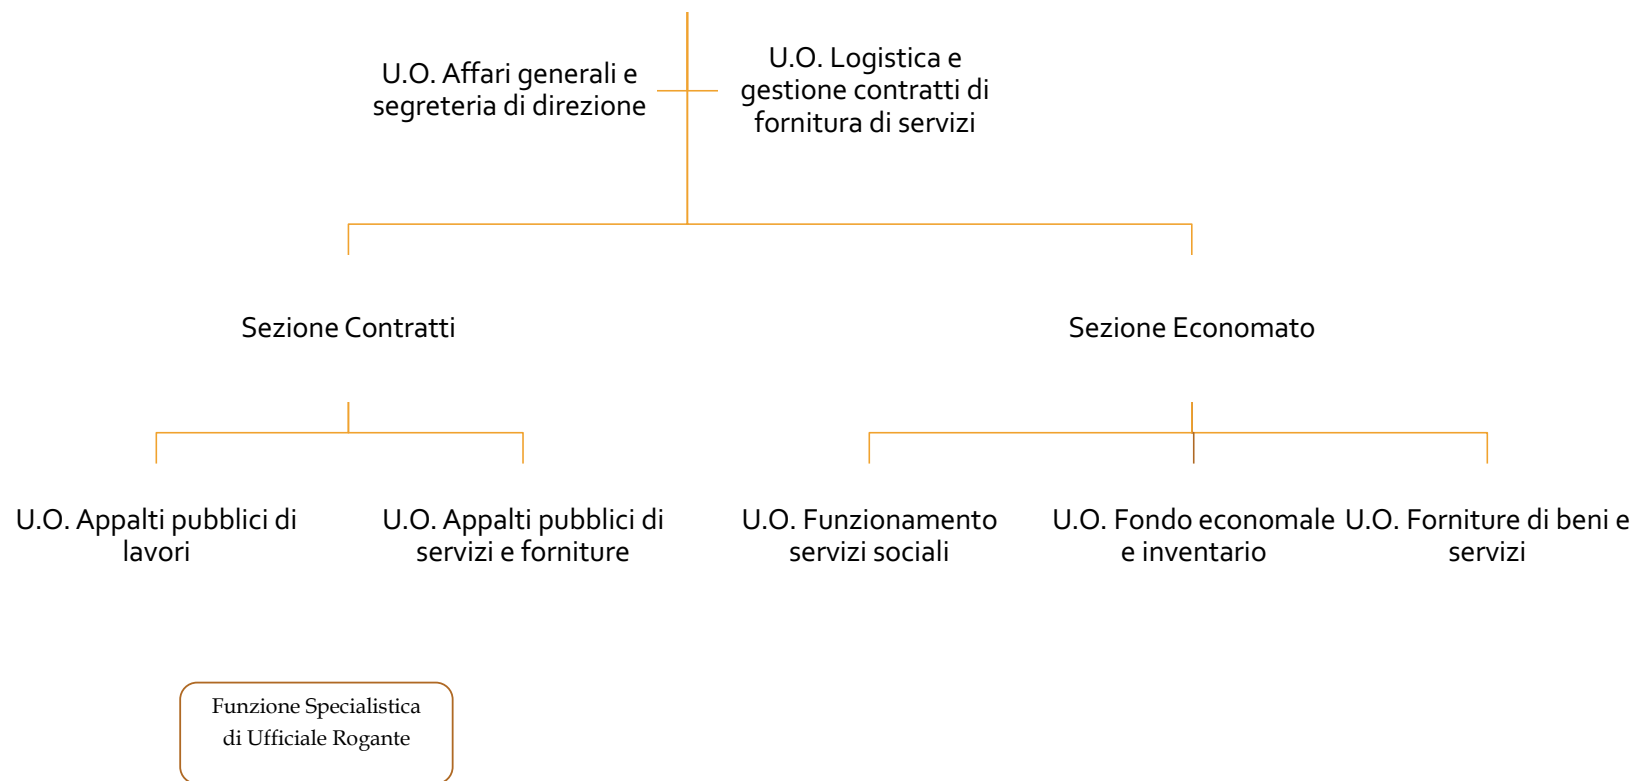 U.O. Affari generali e
segreteria di direzione
U.O. Logistica e
gestione contratti di
fornitura di servizi
Sezione Contratti
Sezione Economato
U.O. Appalti pubblici di
lavori
U.O. Appalti pubblici di
servizi e forniture
U.O. Funzionamento
servizi sociali
U.O. Fondo economale
e inventario
U.O. Forniture di beni e
servizi
Funzione Specialistica
di Ufficiale Rogante